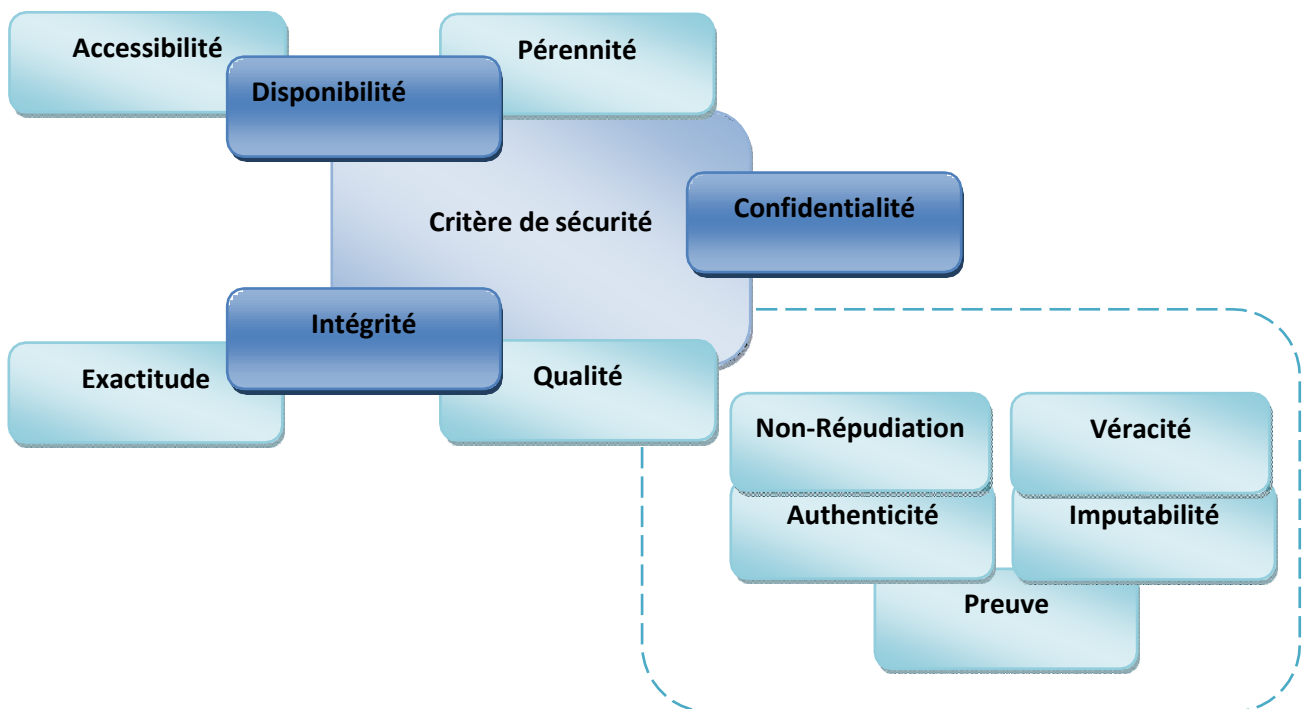 Accessibilité
Pérennité
Disponibilité
Critère de sécurité
Confidentialité
Intégrité
Exactitude
Qualité
Non-Répudiation
Véracité
Authenticité
Imputabilité
Preuve